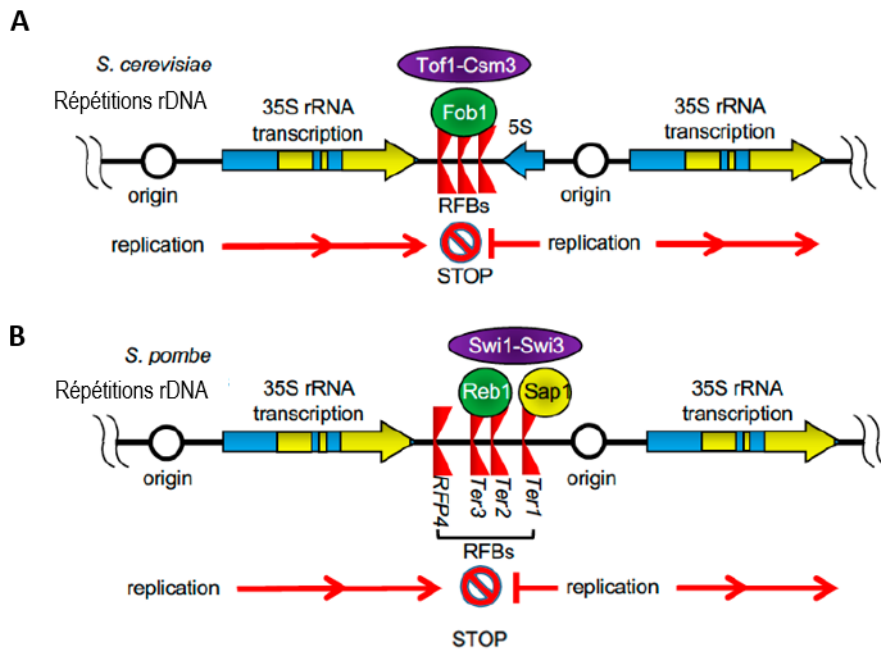 A
S. cerevisiae
Répétitions rDNA
Tof1-Csm3
Fob1
35S rRNA
transcription
5S
35S rRNA
transcription
origin
RFBs
origin
replication
replication
STOP
B
S. pombe
Répétitions rDNA
Swi1-Swi3
Reb1
Sap1
35S rRNA
transcription
35S rRNA
transcription
origin
RFP4
Ter3
Ter2
Ter1
origin
RFBs
replication
replication
STOP